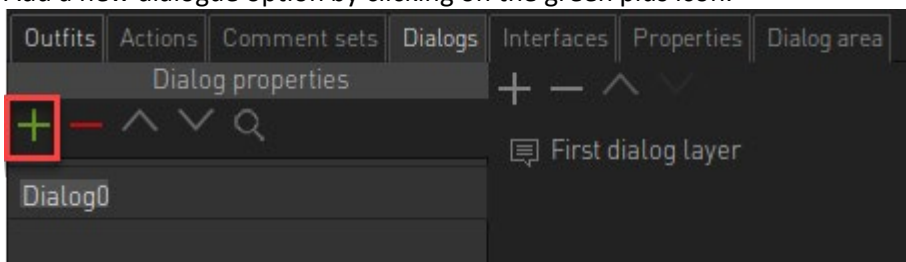 Add a new dialogue option by clicking on the green plus icon.
Outfits Actions Comment sets Dialogs Interfaces Properties Dialog area
Dialog properties
First dialog layer
Dialog0